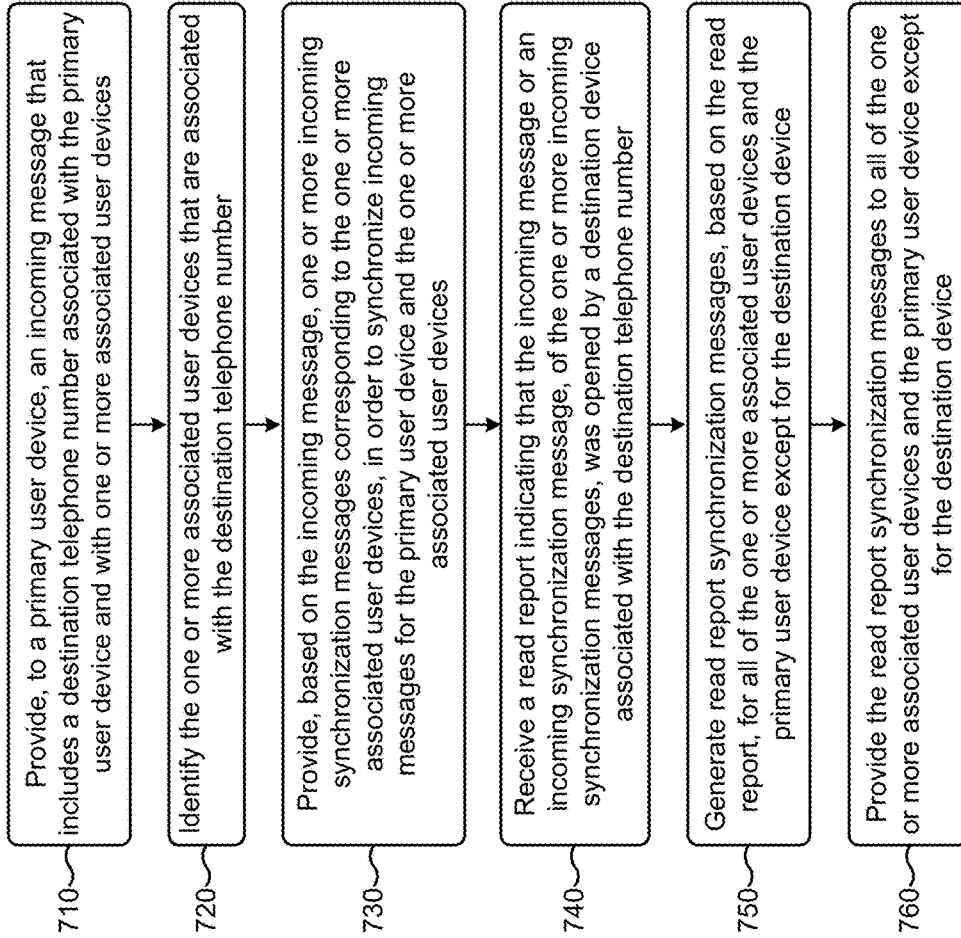 710
Provide, to a primary user device, an incoming message that
includes a destination telephone number associated with the primary
user device and with one or more associated user devices
720
Identify the one or more associated user devices that are associated
with the destination telephone number
730
Provide, based on the incoming message, one or more incoming
synchronization messages corresponding to the one or more
associated user devices, in order to synchronize incoming
messages for the primary user device and the one or more
associated user devices
740
Receive a read report indicating that the incoming message or an
incoming synchronization message, of the one or more incoming
synchronization messages, was opened by a destination device
associated with the destination telephone number
750
Generate read report synchronization messages, based on the read
report, for all of the one or more associated user devices and the
primary user device except for the destination device
760
Provide the read report synchronization messages to all of the one
or more associated user devices and the primary user device except
for the destination device